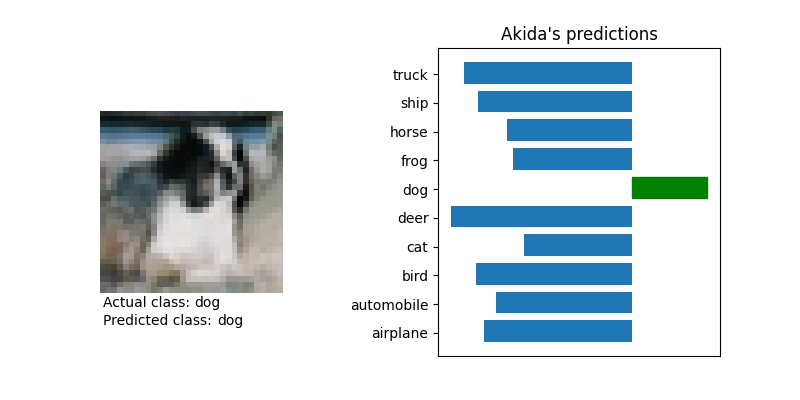 Akida's predictions
truck
ship
horse
frog
dog
deer
cat
bird
automobile
airplane
Actual class: dog
Predicted class: dog